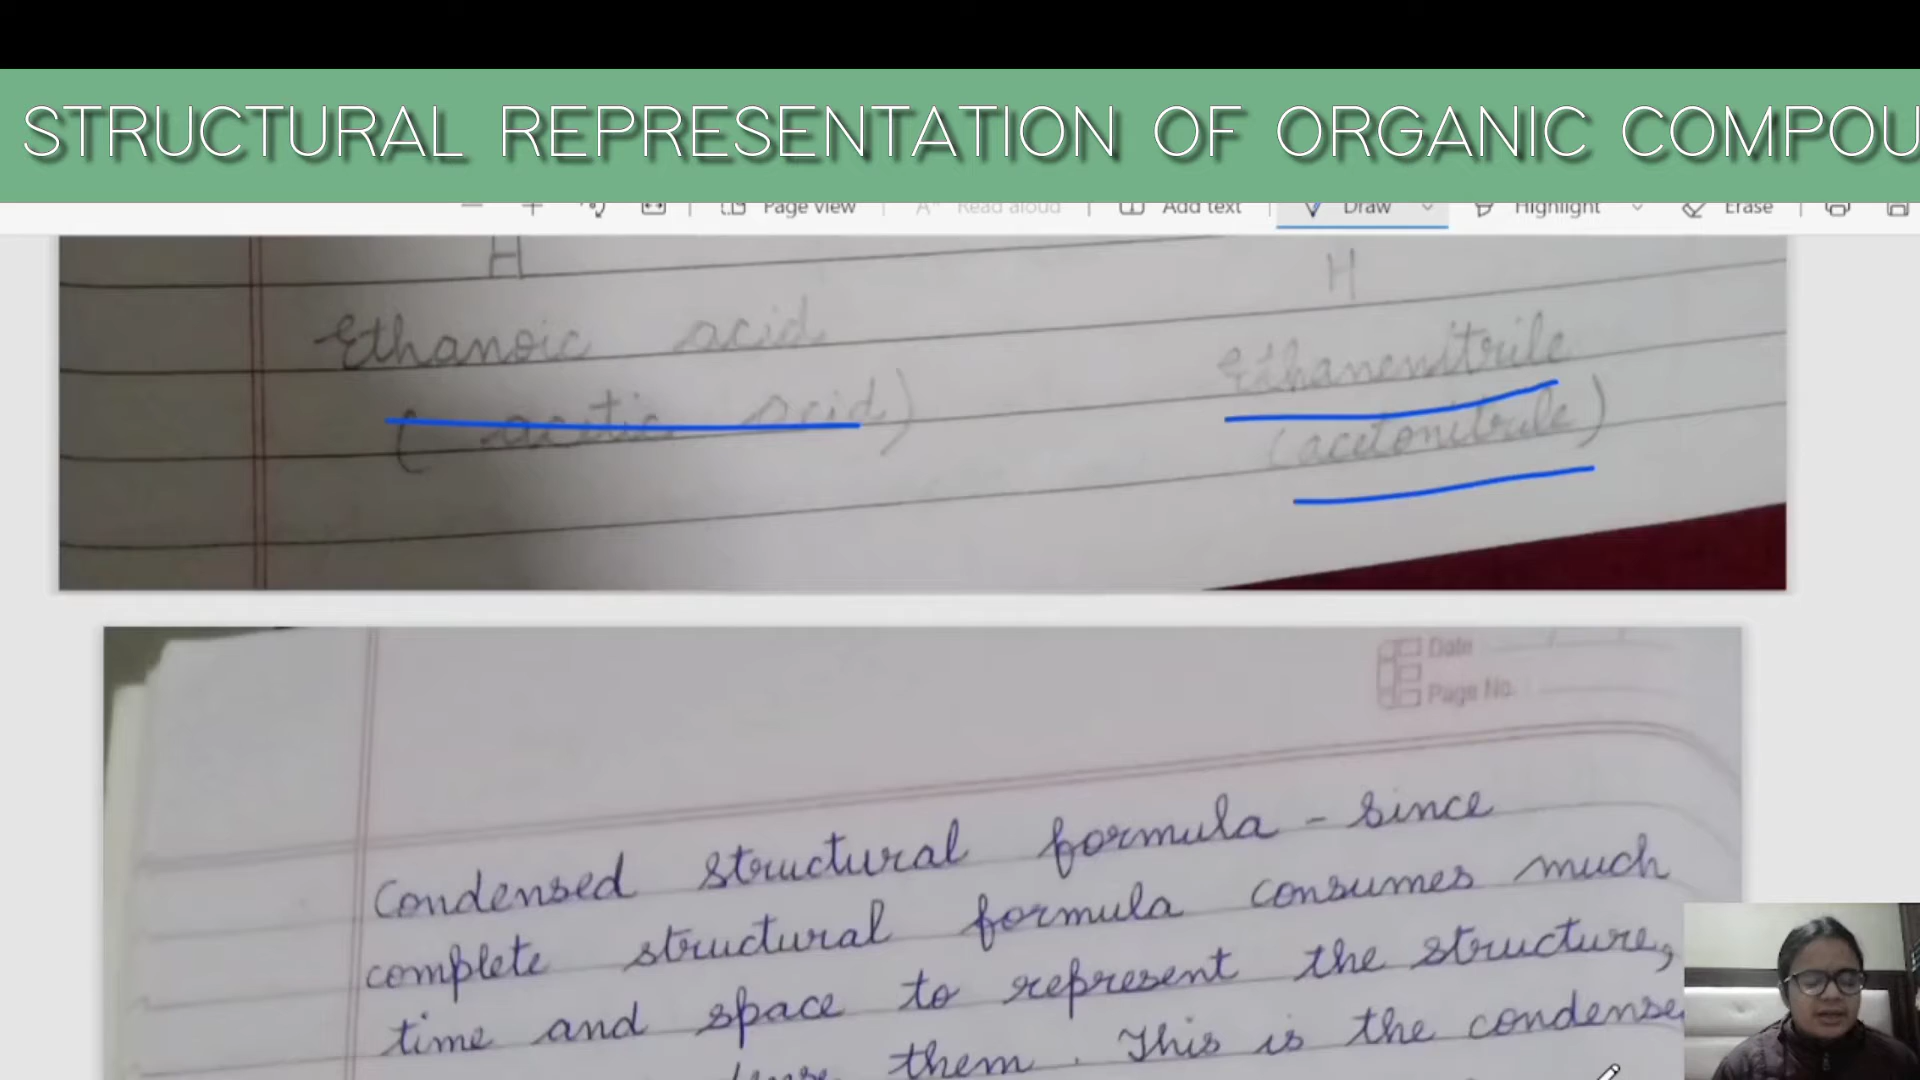 STRUCTURAL REPRESENTATION OF ORGANIC COMPOU
Page view
Read aloud
Add text
Draw
Highlight
Erase
H
H
Ethanoic acid
Ethanenitrile
(acetic acid)
(acetonitrile)
Date
Page No.
Condensed structural formula - Since
complete structural formula consumes much
time and space to represent the structure,
them. This is the condense